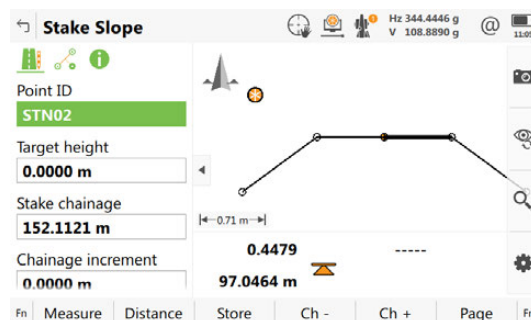 Stake Slope
Hz 344.4446 g
V 108.8890 g
@
11:05
Point ID
STN02
Target height
0.0000 m
Stake chainage
152.1121 m
Chainage increment
0.0000 m
0.71 m
0.4479
-----
97.0464 m
Fn Measure Distance Store Ch - Ch + Page